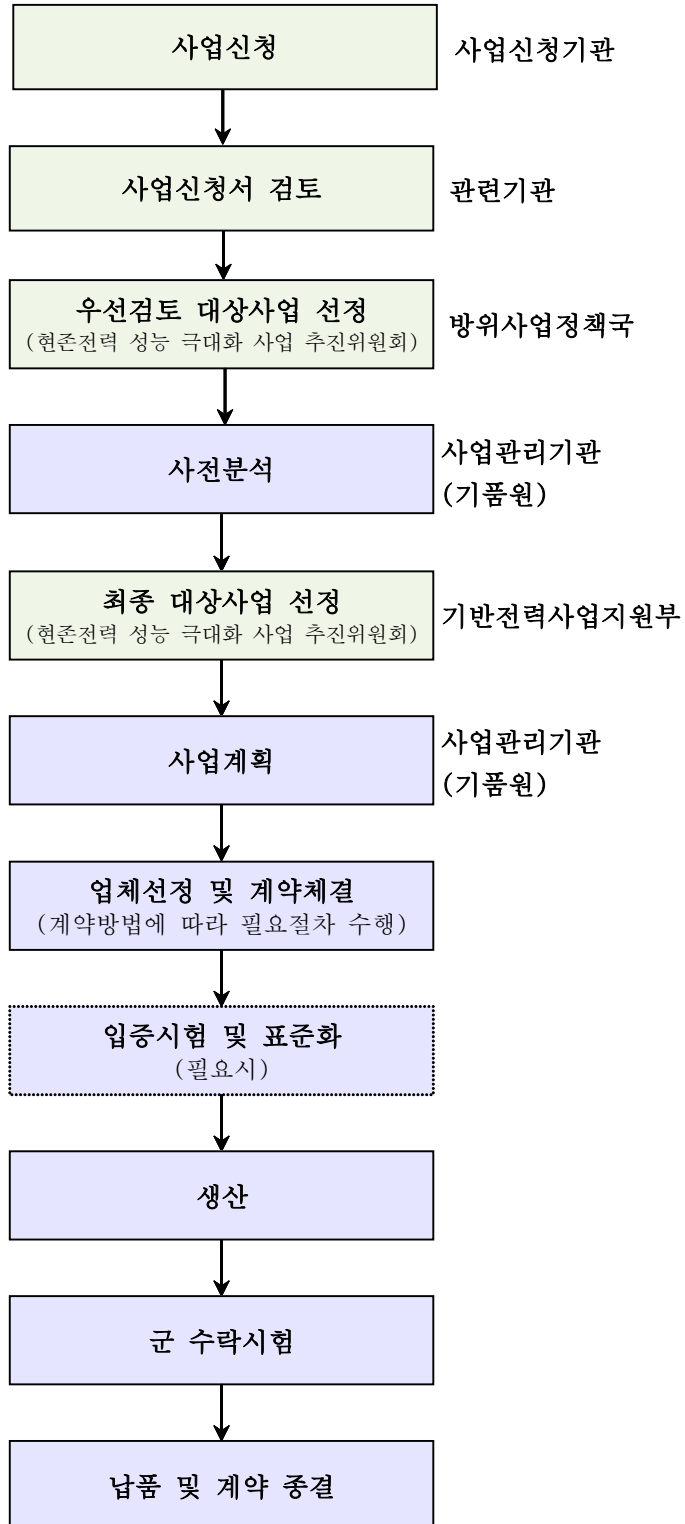 사업신청
사업신청기관
사업신청서 검토
관련기관
우선검토 대상사업 선정
(현존전력 성능 극대화 사업 추진위원회)
방위사업정책국
사전분석
사업관리기관
(기품원)
최종 대상사업 선정
(현존전력 성능 극대화 사업 추진위원회)
기반전력사업지원부
사업계획
사업관리기관
(기품원)
업체선정 및 계약체결
(계약방법에 따라 필요절차 수행)
입증시험 및 표준화
(필요시)
생산
군 수락시험
납품 및 계약 종결